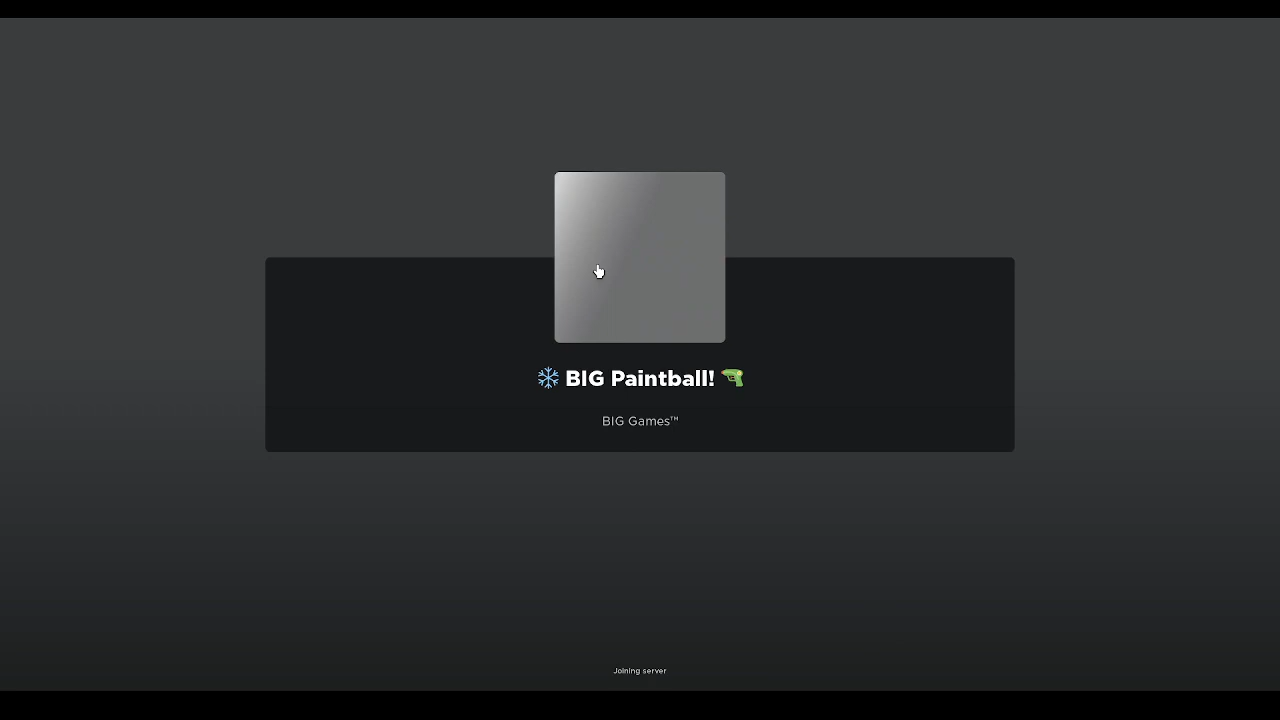 ❄️ BIG Paintball! 🔫
BIG Games™
Joining server